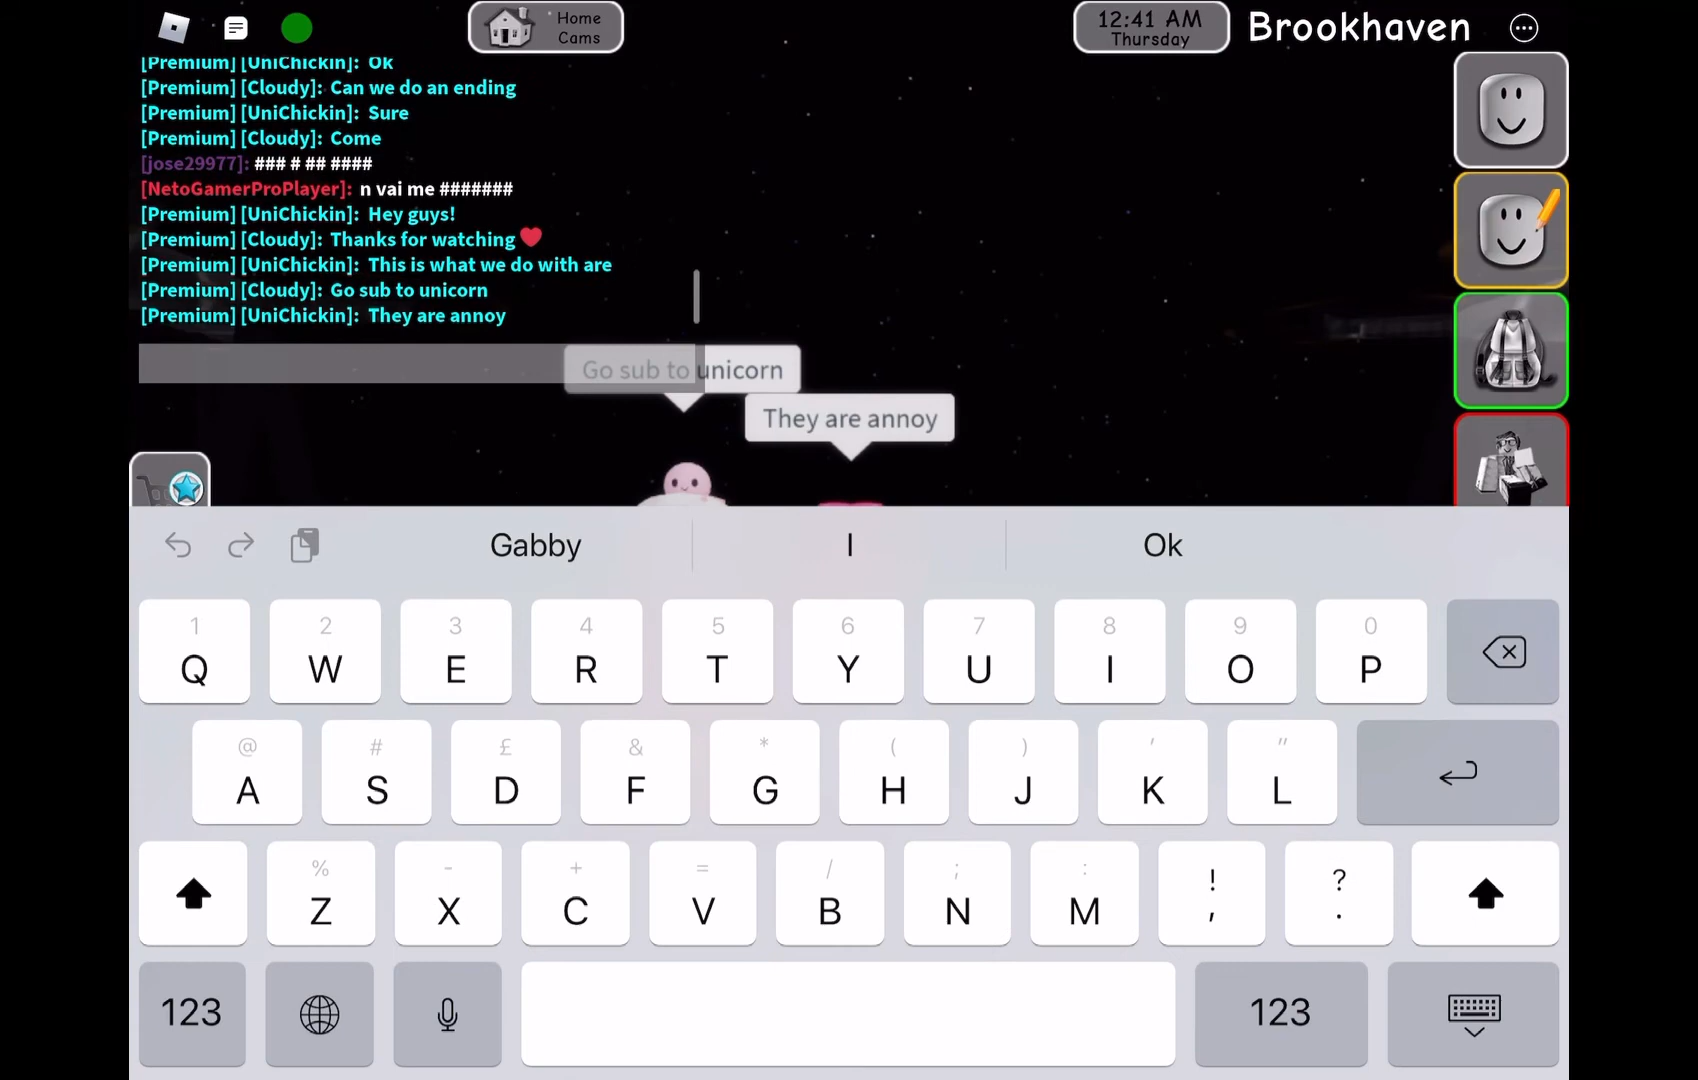 Home
Cams
12:41 AM
Thursday
Brookhaven
[Premium] [UniChickin]: Ok
[Premium] [Cloudy]: Can we do an ending
[Premium] [UniChickin]: Sure
[Premium] [Cloudy]: Come
[jose29977]: ### # ## ####
[NetoGamerProPlayer]: n vai me #######
[Premium] [UniChickin]: Hey guys!
[Premium] [Cloudy]: Thanks for watching❤️
[Premium] [UniChickin]: This is what we do with are
[Premium] [Cloudy]: Go sub to unicorn
[Premium] [UniChickin]: They are annoy
Go sub to unicorn
They are annoy
Gabby I Ok
1 2 3 4 5 6 7 8 9 0
Q W E R T Y U I O P
@ # £ & * ( ) ' "
A S D F G H J K L
% - + = / ; : ! ?
Z X C V B N M , .
123 123